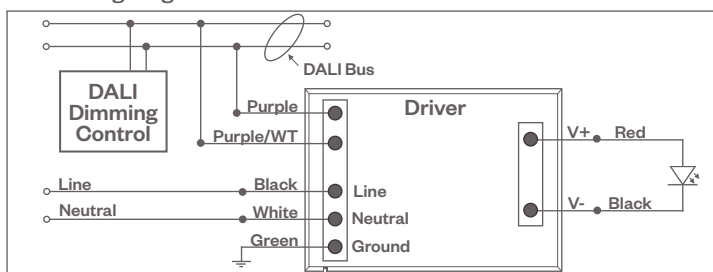 DALI Bus
DALI
Dimming
Control
Driver
Purple
Purple/WT
V+ Red
Line Black Line
Neutral White Neutral
V- Black
Green Ground